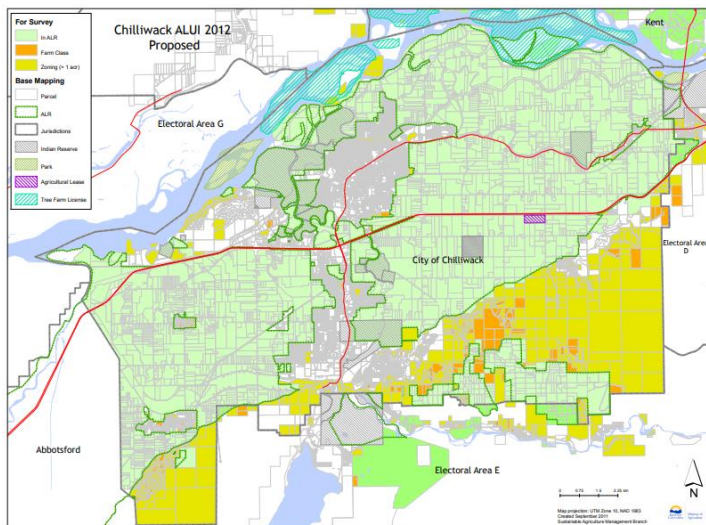 Chilliwack ALUI 2012
Proposed
For Survey
In ALR
Farm Class
Zoning (> 1 acr)
Base Mapping
Parcel
ALR
Jurisdictions
Indian Reserve
Park
Agricultural Lease
Tree Farm License
Kent
Electoral Area G
City of Chilliwack
Electoral Area
D
Abbotsford
Electoral Area E
N
Map projection: UTM Zone 10, NAD 1983
Created September 2011
Sustainable Agriculture Management Branch